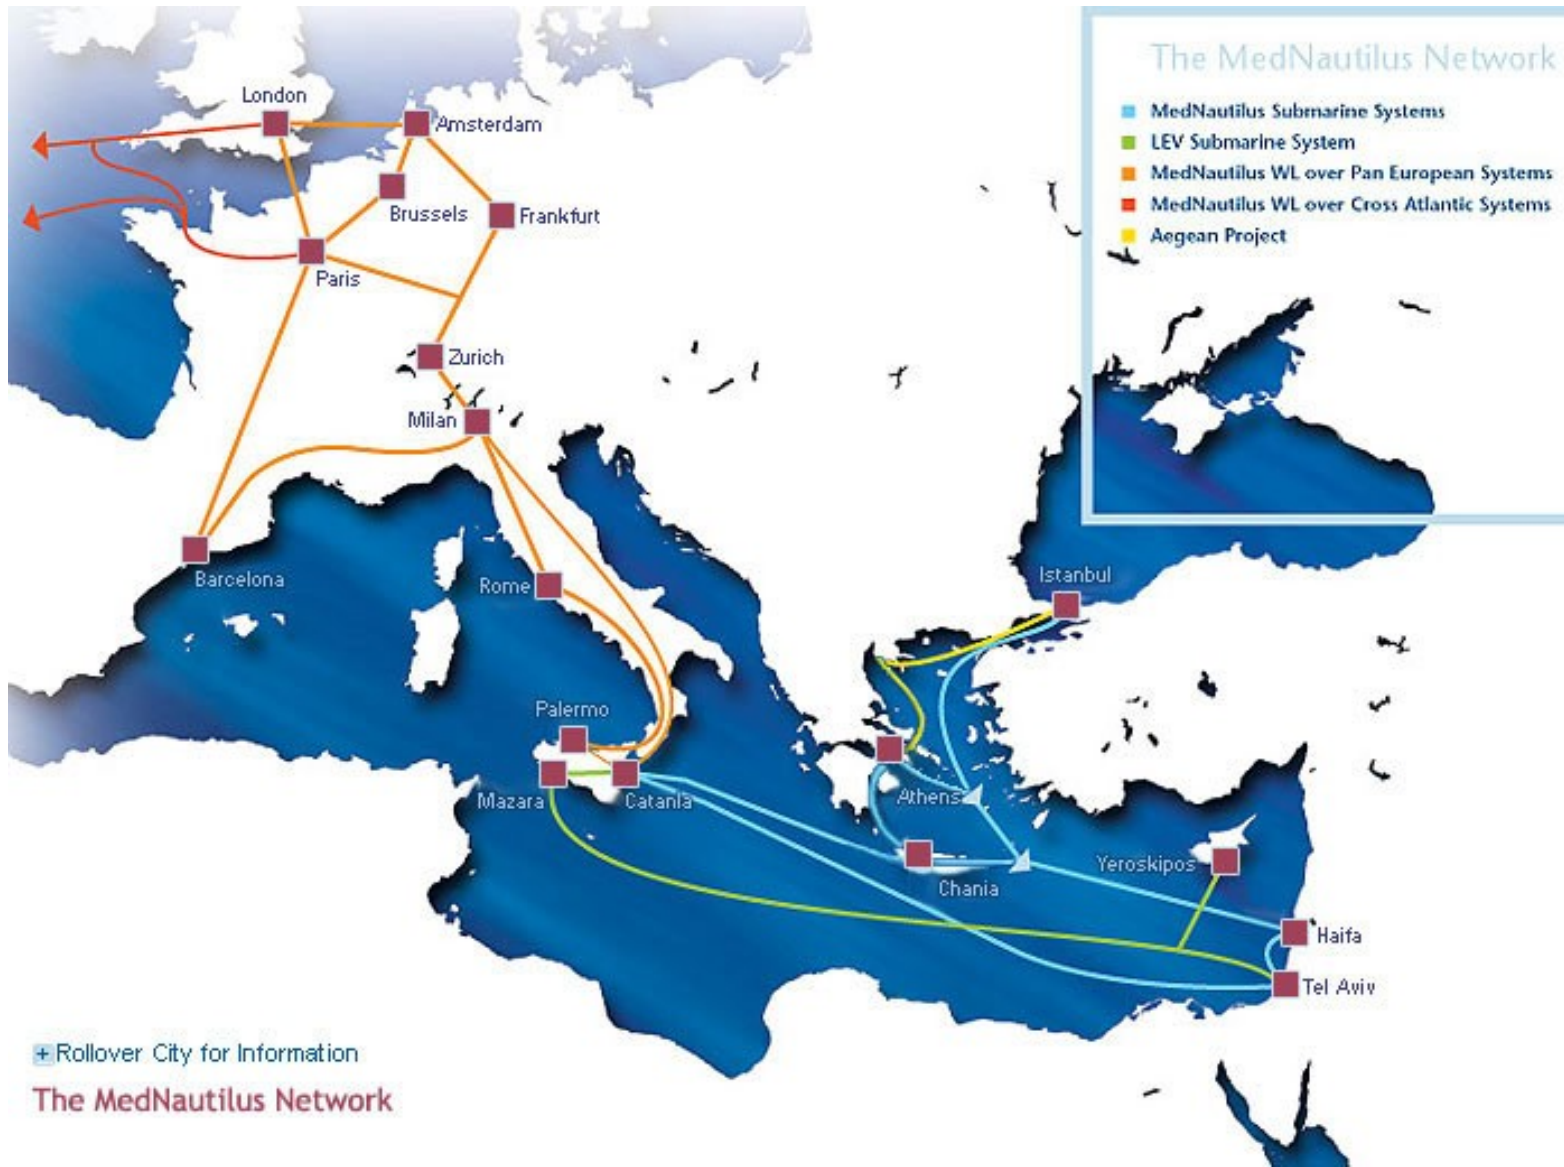 The MedNautilus Network
MedNautilus Submarine Systems
LEV Submarine System
MedNautilus WL over Pan European Systems
MedNautilus WL over Cross Atlantic Systems
Aegean Project
London
Amsterdam
Brussels
Frankfurt
Paris
Zurich
Milan
Barcelona
Rome
Istanbul
Palermo
Mazara
Catania
Athens
Chania
Yeroskipos
Haifa
Tel Aviv
+ Rollover City for Information
The MedNautilus Network